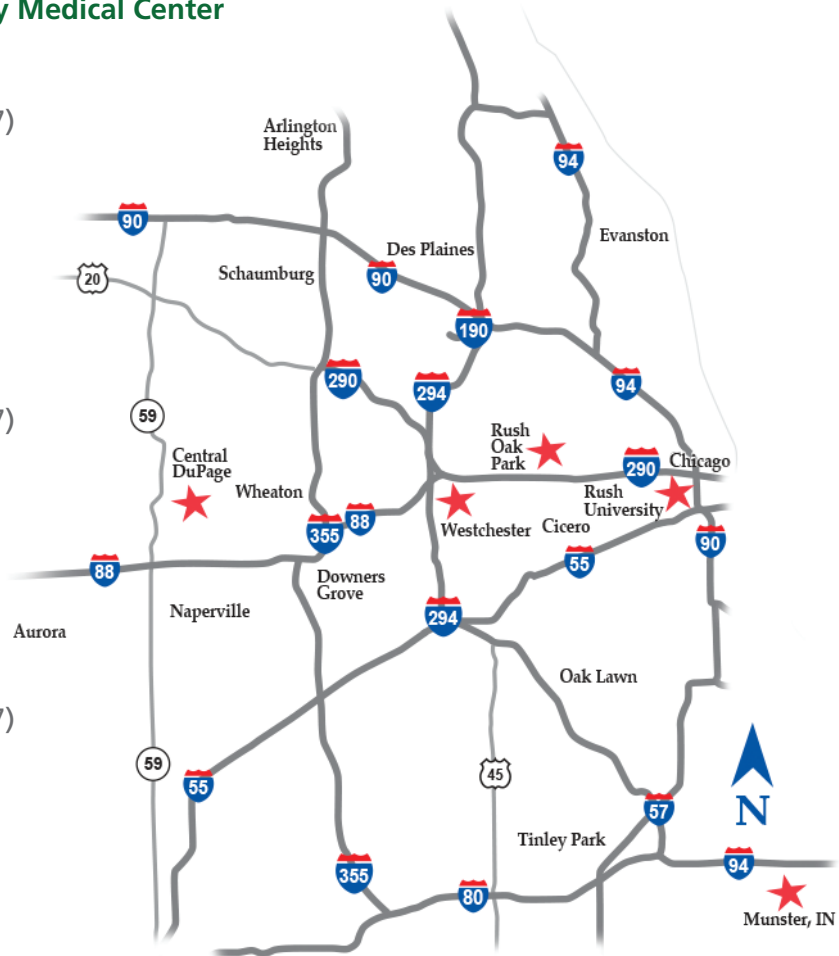 y Medical Center
7)
Arlington
Heights
94
90
Evanston
Des Plaines
Schaumburg
90
20
190
290
294
94
59
7)
Rush
Oak
Park
Central
DuPage
290
Chicago
Wheaton
Rush
University
88
355
Westchester
Cicero
90
55
88
Downers
Grove
Naperville
294
Aurora
Oak Lawn
7)
59
45
55
57
N
Tinley Park
94
355
80
Munster, IN